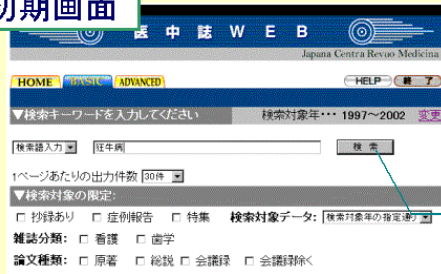 初期画面
医中誌WEB
Japana Centra Revuo Medicina
HOME BASIC ADVANCED HELP 終了
▼検索キーワードを入力してください 検索対象年・・・ 1997~2002 変更
検索語入力 狂牛病 検索
1ページあたりの出力件数 30件
▼検索対象の限定:
抄録あり 症例報告 特集 検索対象データ: 検索対象年の指定通り
雑誌分類: 看護 歯学
論文種類: 原著 総説 会議録 会議録除く